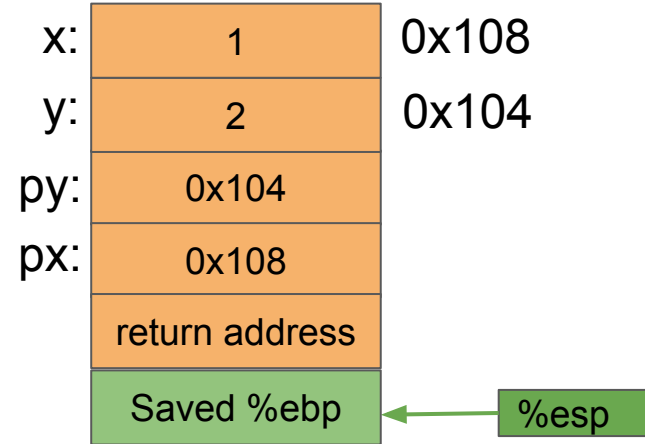 x: 1 0x108
y: 2 0x104
py: 0x104
px: 0x108
return address
Saved %ebp %esp